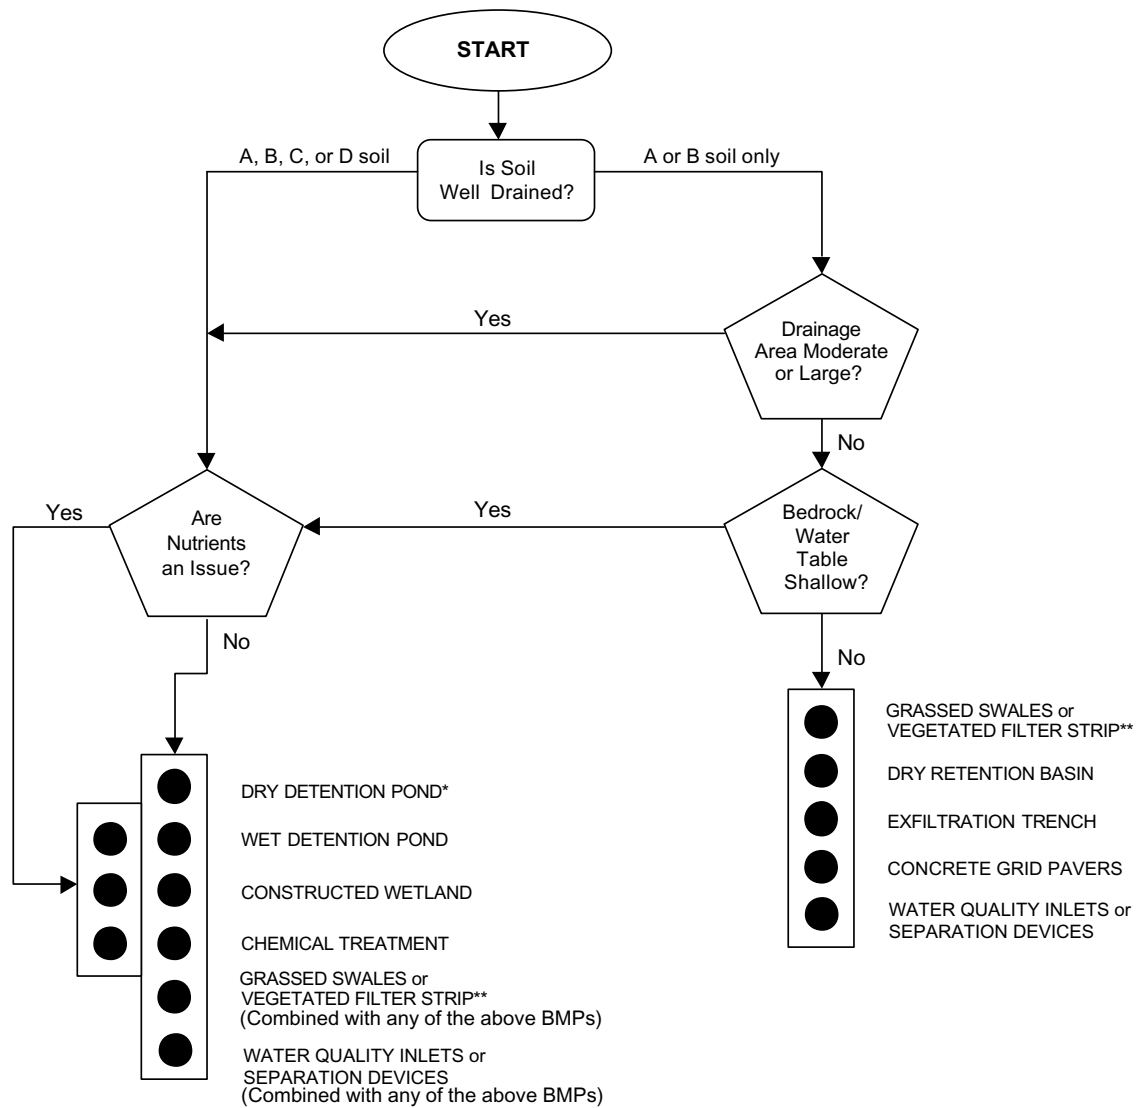 START
Is Soil
Well Drained?
A, B, C, or D soil
A or B soil only
Drainage
Area Moderate
or Large?
Yes
No
Bedrock/
Water
Table
Shallow?
Yes
No
Are
Nutrients
an Issue?
Yes
No
DRY DETENTION POND*
WET DETENTION POND
CONSTRUCTED WETLAND
CHEMICAL TREATMENT
GRASSED SWALES or
VEGETATED FILTER STRIP**
(Combined with any of the above BMPs)
WATER QUALITY INLETS or
SEPARATION DEVICES
(Combined with any of the above BMPs)
GRASSED SWALES or
VEGETATED FILTER STRIP**
DRY RETENTION BASIN
EXFILTRATION TRENCH
CONCRETE GRID PAVERS
WATER QUALITY INLETS or
SEPARATION DEVICES